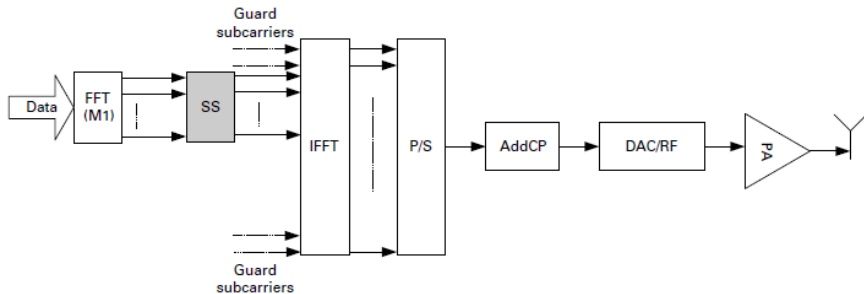 Guard
subcarriers
Data
FFT
(M1)
SS
IFFT
P/S
AddCP
DAC/RF
PA
Guard
subcarriers